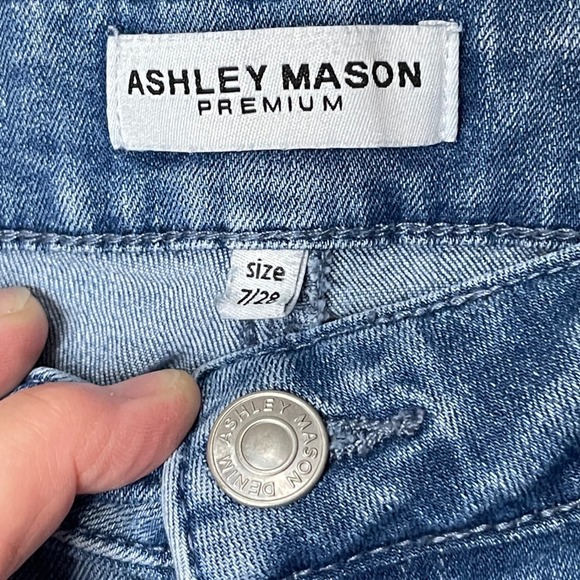 ASHLEY MASON
PREMIUM
size
7/28
ASHLEY MASON DENIM